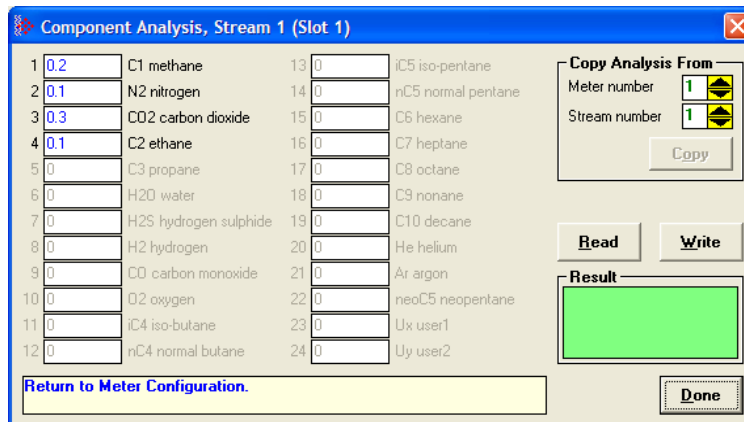 Component Analysis, Stream 1 (Slot 1)
1 0.2 C1 methane 13 0 iC5 iso-pentane
2 0.1 N2 nitrogen 14 0 nC5 normal pentane
3 0.3 CO2 carbon dioxide 15 0 C6 hexane
4 0.1 C2 ethane 16 0 C7 heptane
5 0 C3 propane 17 0 C8 octane
6 0 H2O water 18 0 C9 nonane
7 0 H2S hydrogen sulphide 19 0 C10 decane
8 0 H2 hydrogen 20 0 He helium
9 0 CO carbon monoxide 21 0 Ar argon
10 0 O2 oxygen 22 0 neoC5 neopentane
11 0 iC4 iso-butane 23 0 Ux user1
12 0 nC4 normal butane 24 0 Uy user2
Copy Analysis From
Meter number 1
Stream number 1
Copy
Read Write
Result
Return to Meter Configuration.
Done